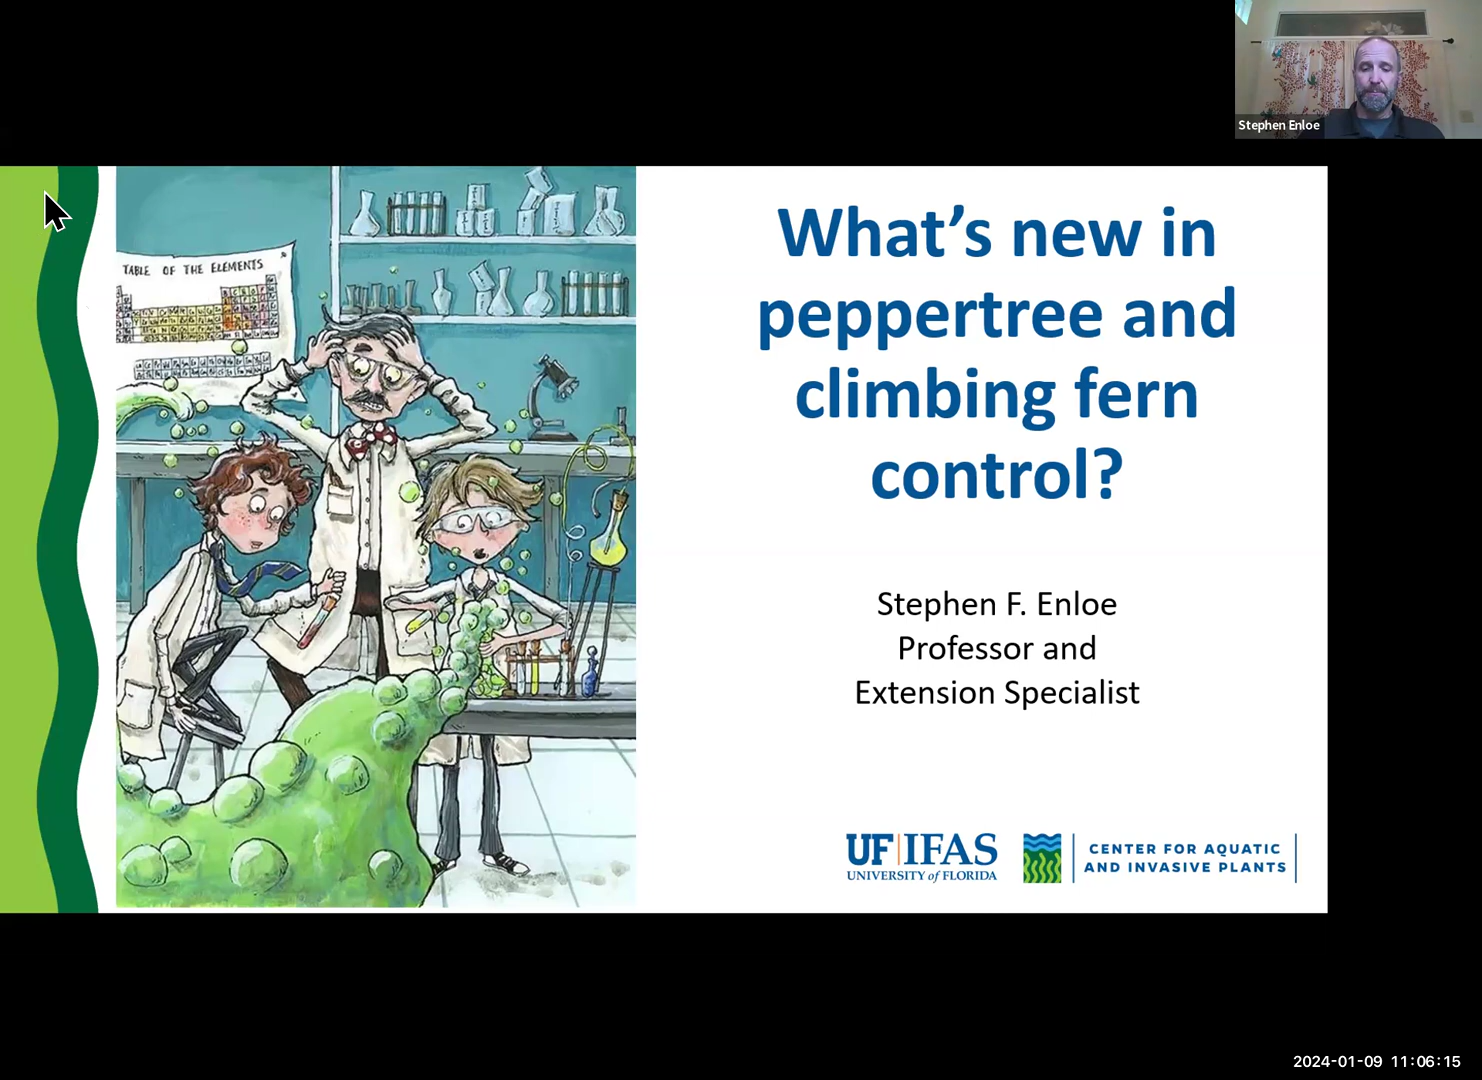 Stephen Enloe
TABLE OF THE ELEMENTS
What's new in
peppertree and
climbing fern
control?
Stephen F. Enloe
Professor and
Extension Specialist
UF|IFAS
UNIVERSITY of FLORIDA
CENTER FOR AQUATIC
AND INVASIVE PLANTS
2024-01-09 11:06:15